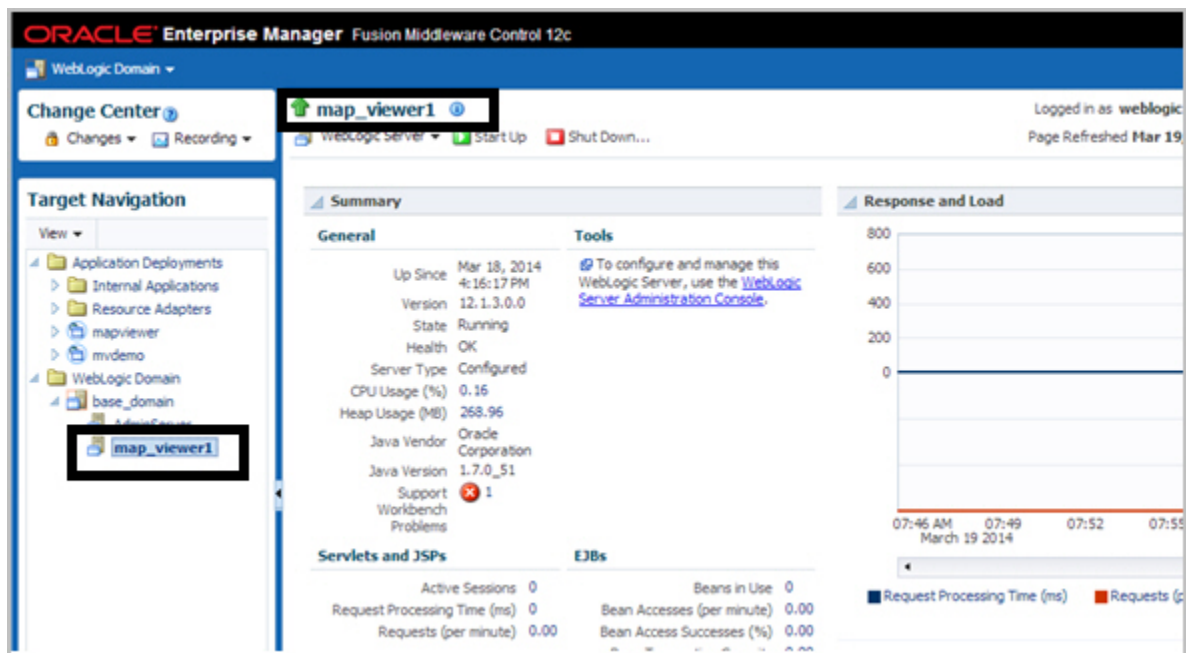 ORACLE Enterprise Manager Fusion Middleware Control 12c
WebLogic Domain
Change Center
Changes Recording
map_viewer1
Logged in as weblogic
WebLogic Server Start Up Shut Down...
Page Refreshed Mar 19,
Target Navigation
View
Application Deployments
Internal Applications
Resource Adapters
mapviewer
mvdemo
WebLogic Domain
base_domain
AdminServer
map_viewer1
Summary
General
Up Since Mar 18, 2014
4:16:17 PM
Version 12.1.3.0.0
State Running
Health OK
Server Type Configured
CPU Usage (%) 0.16
Heap Usage (MB) 268.96
Java Vendor Oracle
Corporation
Java Version 1.7.0_51
Support 1
Workbench
Problems
Tools
To configure and manage this
WebLogic Server, use the WebLogic
Server Administration Console.
Servlets and JSPs
Active Sessions 0
Request Processing Time (ms) 0
Requests (per minute) 0.00
EJBs
Beans in Use 0
Bean Accesses (per minute) 0.00
Bean Access Successes (%) 0.00
Response and Load
800
600
400
200
0
07:46 AM 07:49 07:52 07:55
March 19 2014
Request Processing Time (ms) Requests (p